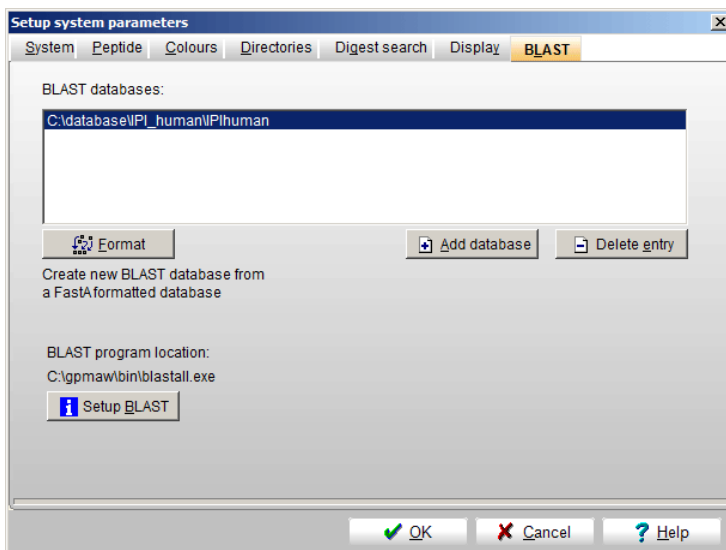 Setup system parameters
System Peptide Colours Directories Digest search Display BLAST
BLAST databases:
C:\database\IPI_human\IPIhuman
Format Add database Delete entry
Create new BLAST database from
a FastA formatted database
BLAST program location:
C:\gpmaw\bin\blastall.exe
Setup BLAST
OK Cancel Help